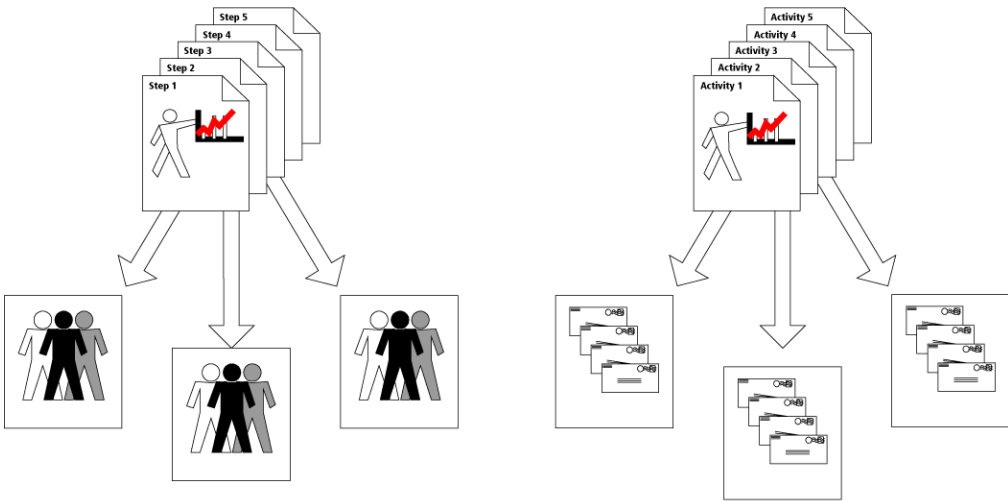 Step 5
Step 4
Step 3
Step 2
Step 1
Activity 5
Activity 4
Activity 3
Activity 2
Activity 1